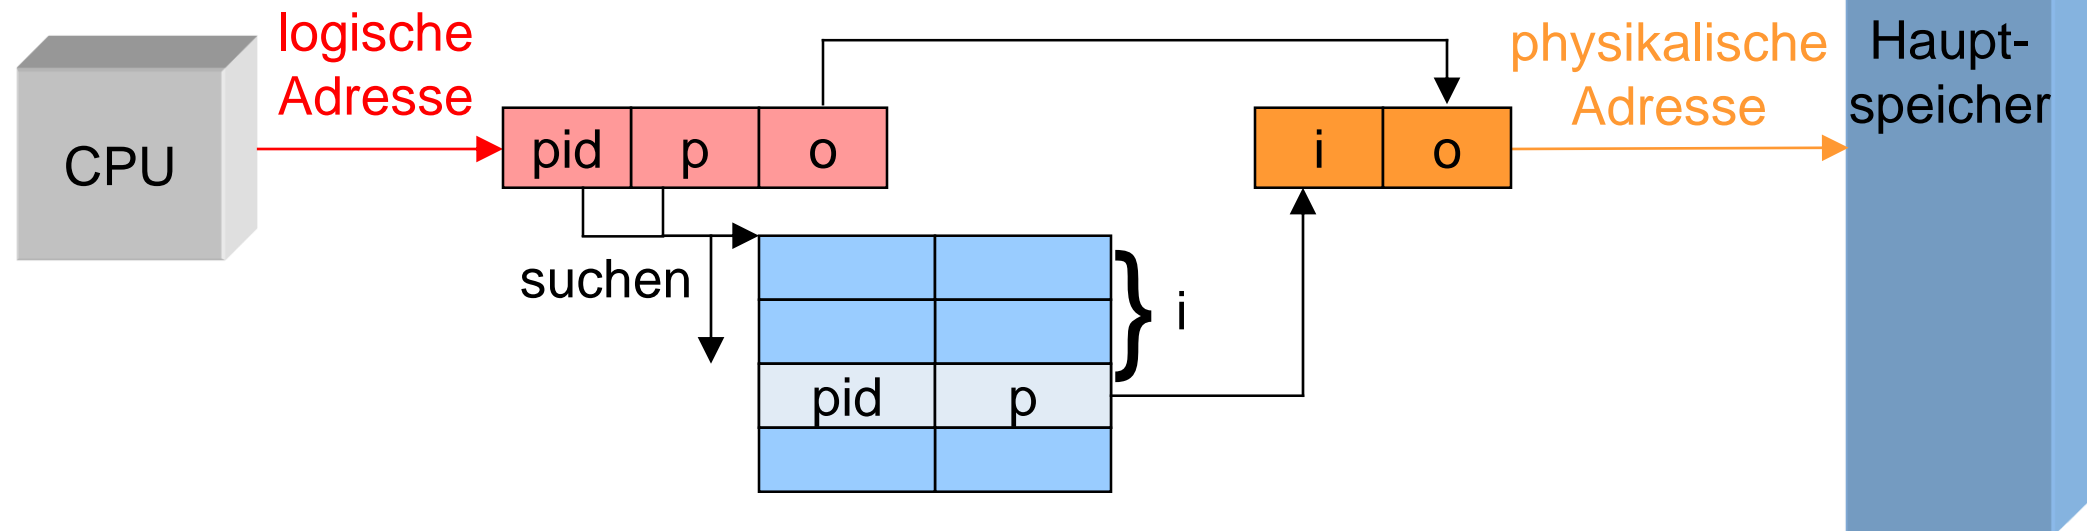 logische
Adresse
physikalische
Adresse
Haupt-
speicher
CPU
pid p o
i o
suchen
i
pid p